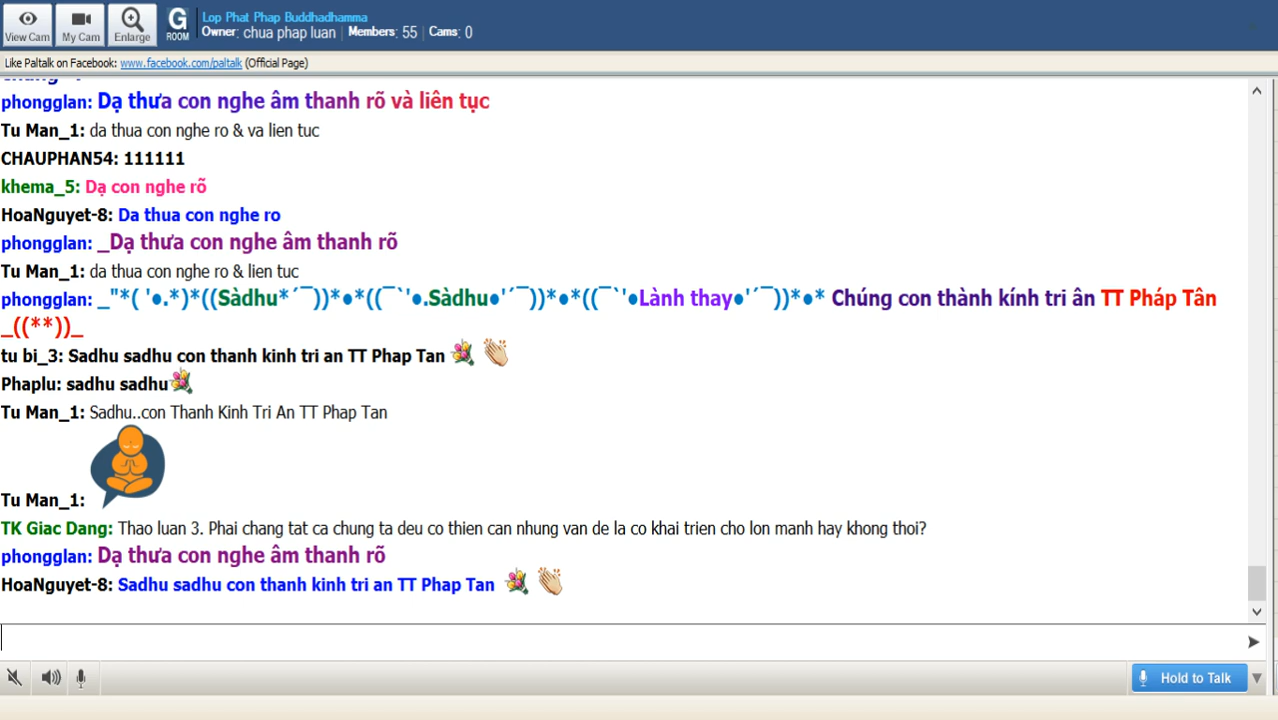 Lop Phat Phap Buddhadhamma
G ROOM Owner: chua phap luan | Members: 55 | Cams: 0
View Cam My Cam Enlarge
Like Paltalk on Facebook: www.facebook.com/paltalk (Official Page)
phongglan: Dạ thưa con nghe âm thanh rõ và liên tục
Tu Man_1: da thua con nghe ro & va lien tuc
CHAUPHAN54: 111111
khema_5: Dạ con nghe rõ
HoaNguyet-8: Da thua con nghe ro
phongglan: _Dạ thưa con nghe âm thanh rõ
Tu Man_1: da thua con nghe ro & lien tuc
phongglan: _"*( '●.*)*((Sàdhu*´¯))*●*((¯`'●.Sàdhu●'´¯))*●*((¯`'●Lành thay●'´¯))*●* Chúng con thành kính tri ân TT Pháp Tân
_((**))_
tu bi_3: Sadhu sadhu con thanh kinh tri an TT Phap Tan
Phaplu: sadhu sadhu
Tu Man_1: Sadhu..con Thanh Kinh Tri An TT Phap Tan
Tu Man_1:
TK Giac Dang: Thao luan 3. Phai chang tat ca chung ta deu co thien can nhung van de la co khai trien cho lon manh hay khong thoi?
phongglan: Dạ thưa con nghe âm thanh rõ
HoaNguyet-8: Sadhu sadhu con thanh kinh tri an TT Phap Tan
Hold to Talk